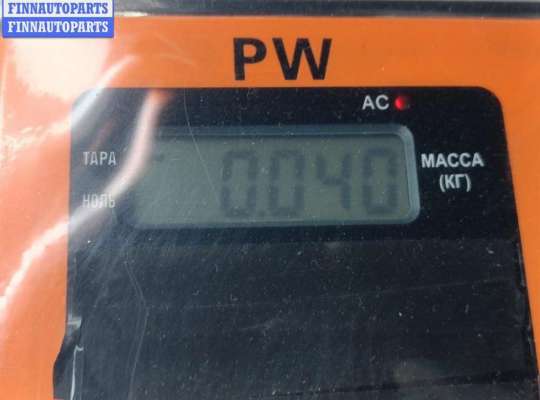 FINNAUTOPARTS
FINNAUTOPARTS
PW
AC
ТАРА
0.040
МАССА
(КГ)
НОЛЬ